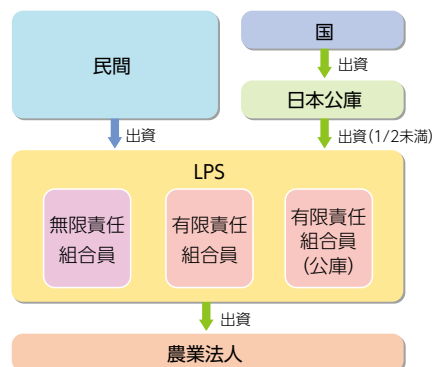 民間
国
出資
日本公庫
出資
出資(1/2未満)
LPS
無限責任
組合員
有限責任
組合員
有限責任
組合員
(公庫)
出資
農業法人